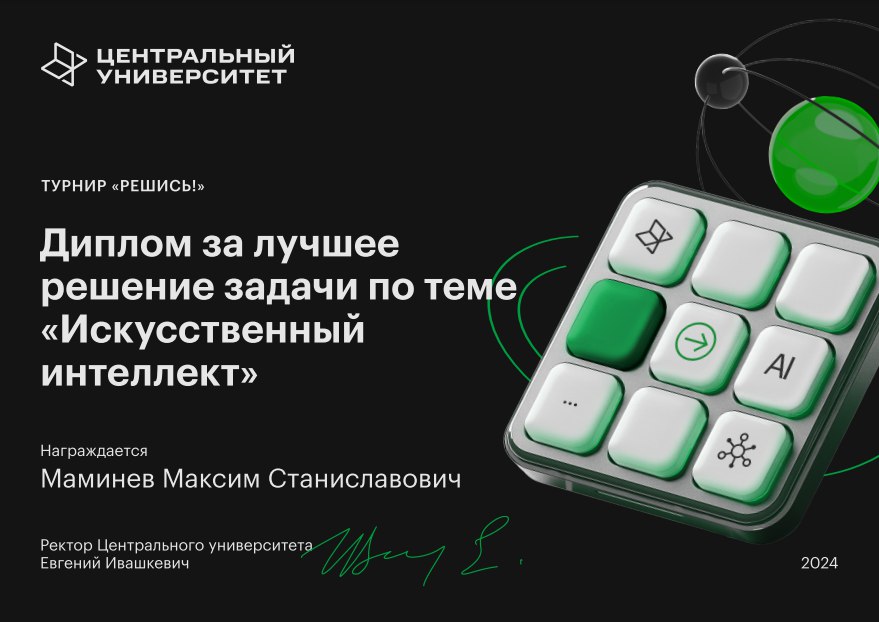 ЦЕНТРАЛЬНЫЙ
УНИВЕРСИТЕТ
ТУРНИР «РЕШИСЬ!»
Диплом за лучшее
решение задачи по теме
«Искусственный
интеллект»
AI
...
Награждается
Маминев Максим Станиславович
Ректор Центрального университета
Евгений Ивашкевич
2024